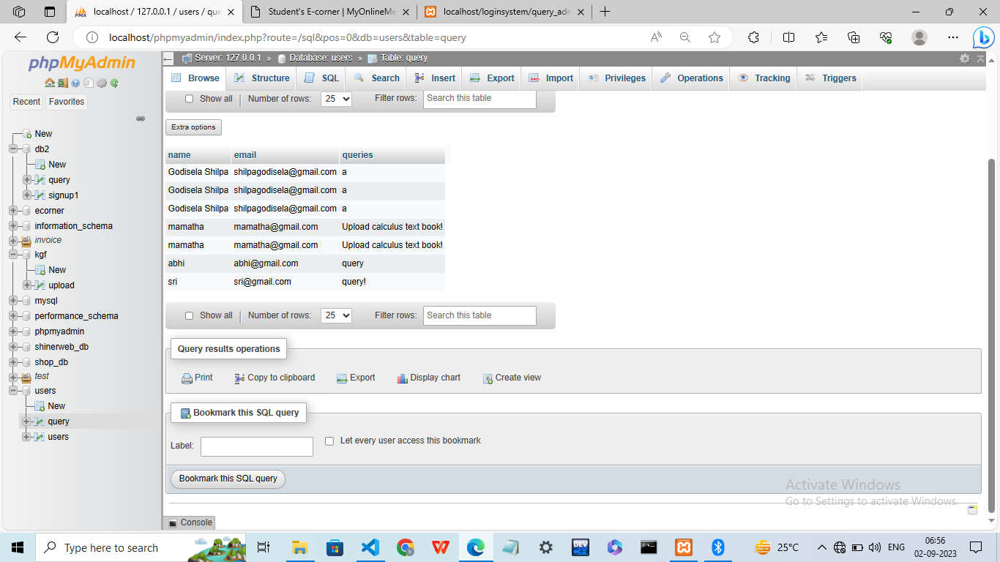 localhost / 127.0.0.1 / users / que
Student's E-corner | MyOnlineMe
localhost/loginsystem/query_adm
localhost/phpmyadmin/index.php?route=/sql&pos=0&db=users&table=query
phpMyAdmin
Recent Favorites
New
db2
New
query
signup1
ecorner
information_schema
invoice
kgf
New
upload
mysql
performance_schema
phpmyadmin
shinerweb_db
shop_db
test
users
New
query
users
Server: 127.0.0.1 » Database: users » Table: query
Browse Structure SQL Search Insert Export Import Privileges Operations Tracking Triggers
Show all Number of rows: 25 Filter rows: Search this table
Extra options
name email queries
Godisela Shilpa shilpagodisela@gmail.com a
Godisela Shilpa shilpagodisela@gmail.com a
Godisela Shilpa shilpagodisela@gmail.com a
mamatha mamatha@gmail.com Upload calculus text book!
mamatha mamatha@gmail.com Upload calculus text book!
abhi abhi@gmail.com query
sri sri@gmail.com query!
Show all Number of rows: 25 Filter rows: Search this table
Query results operations
Print Copy to clipboard Export Display chart Create view
Bookmark this SQL query
Label: Let every user access this bookmark
Bookmark this SQL query
Activate Windows
Go to Settings to activate Windows.
Console
Type here to search
DEV
25°C
ENG
06:56
02-09-2023